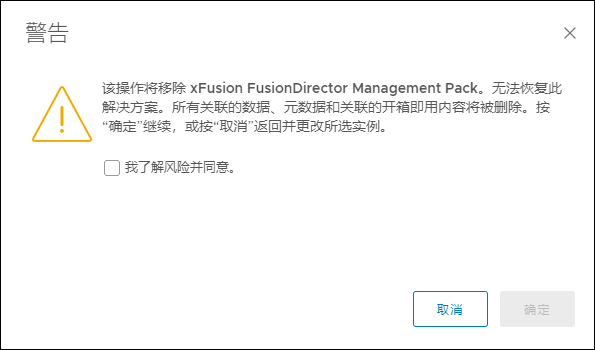 警告
该操作将移除 xFusion FusionDirector Management Pack。无法恢复此
解决方案。所有关联的数据、元数据和关联的开箱即用内容将被删除。按
“确定”继续，或按“取消”返回并更改所选实例。
我了解风险并同意。
取消
确定